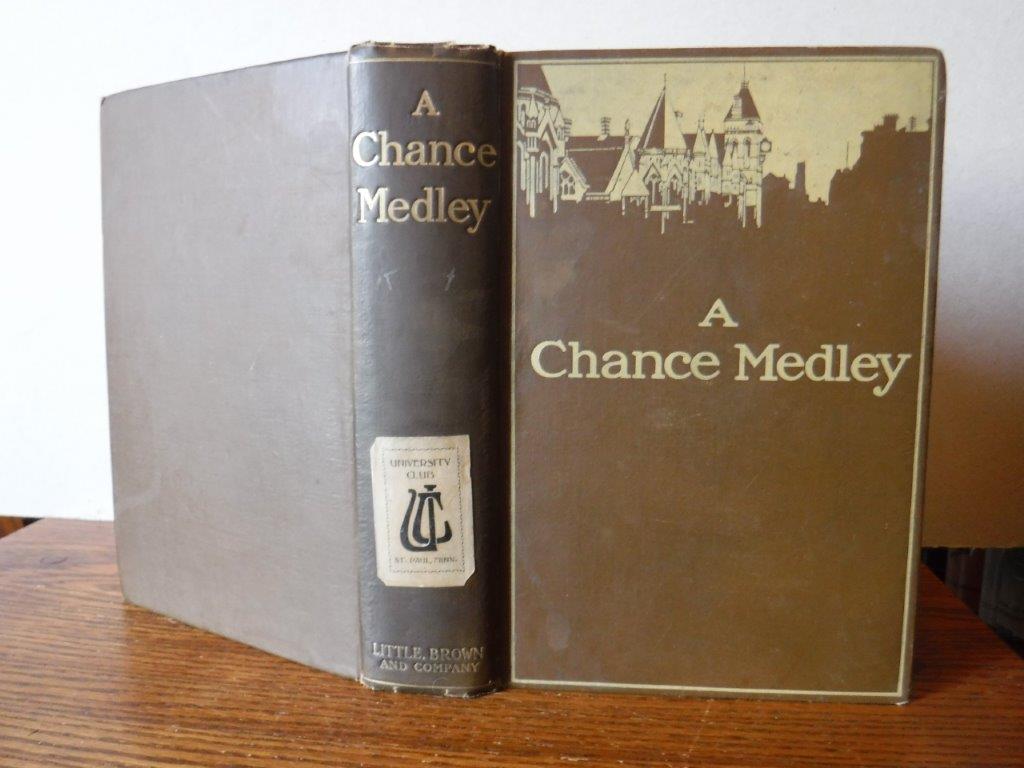 A
Chance
Medley
UNIVERSITY
CLUB
UC
ST. PAUL, MINN.
LITTLE, BROWN
AND COMPANY
A
Chance Medley